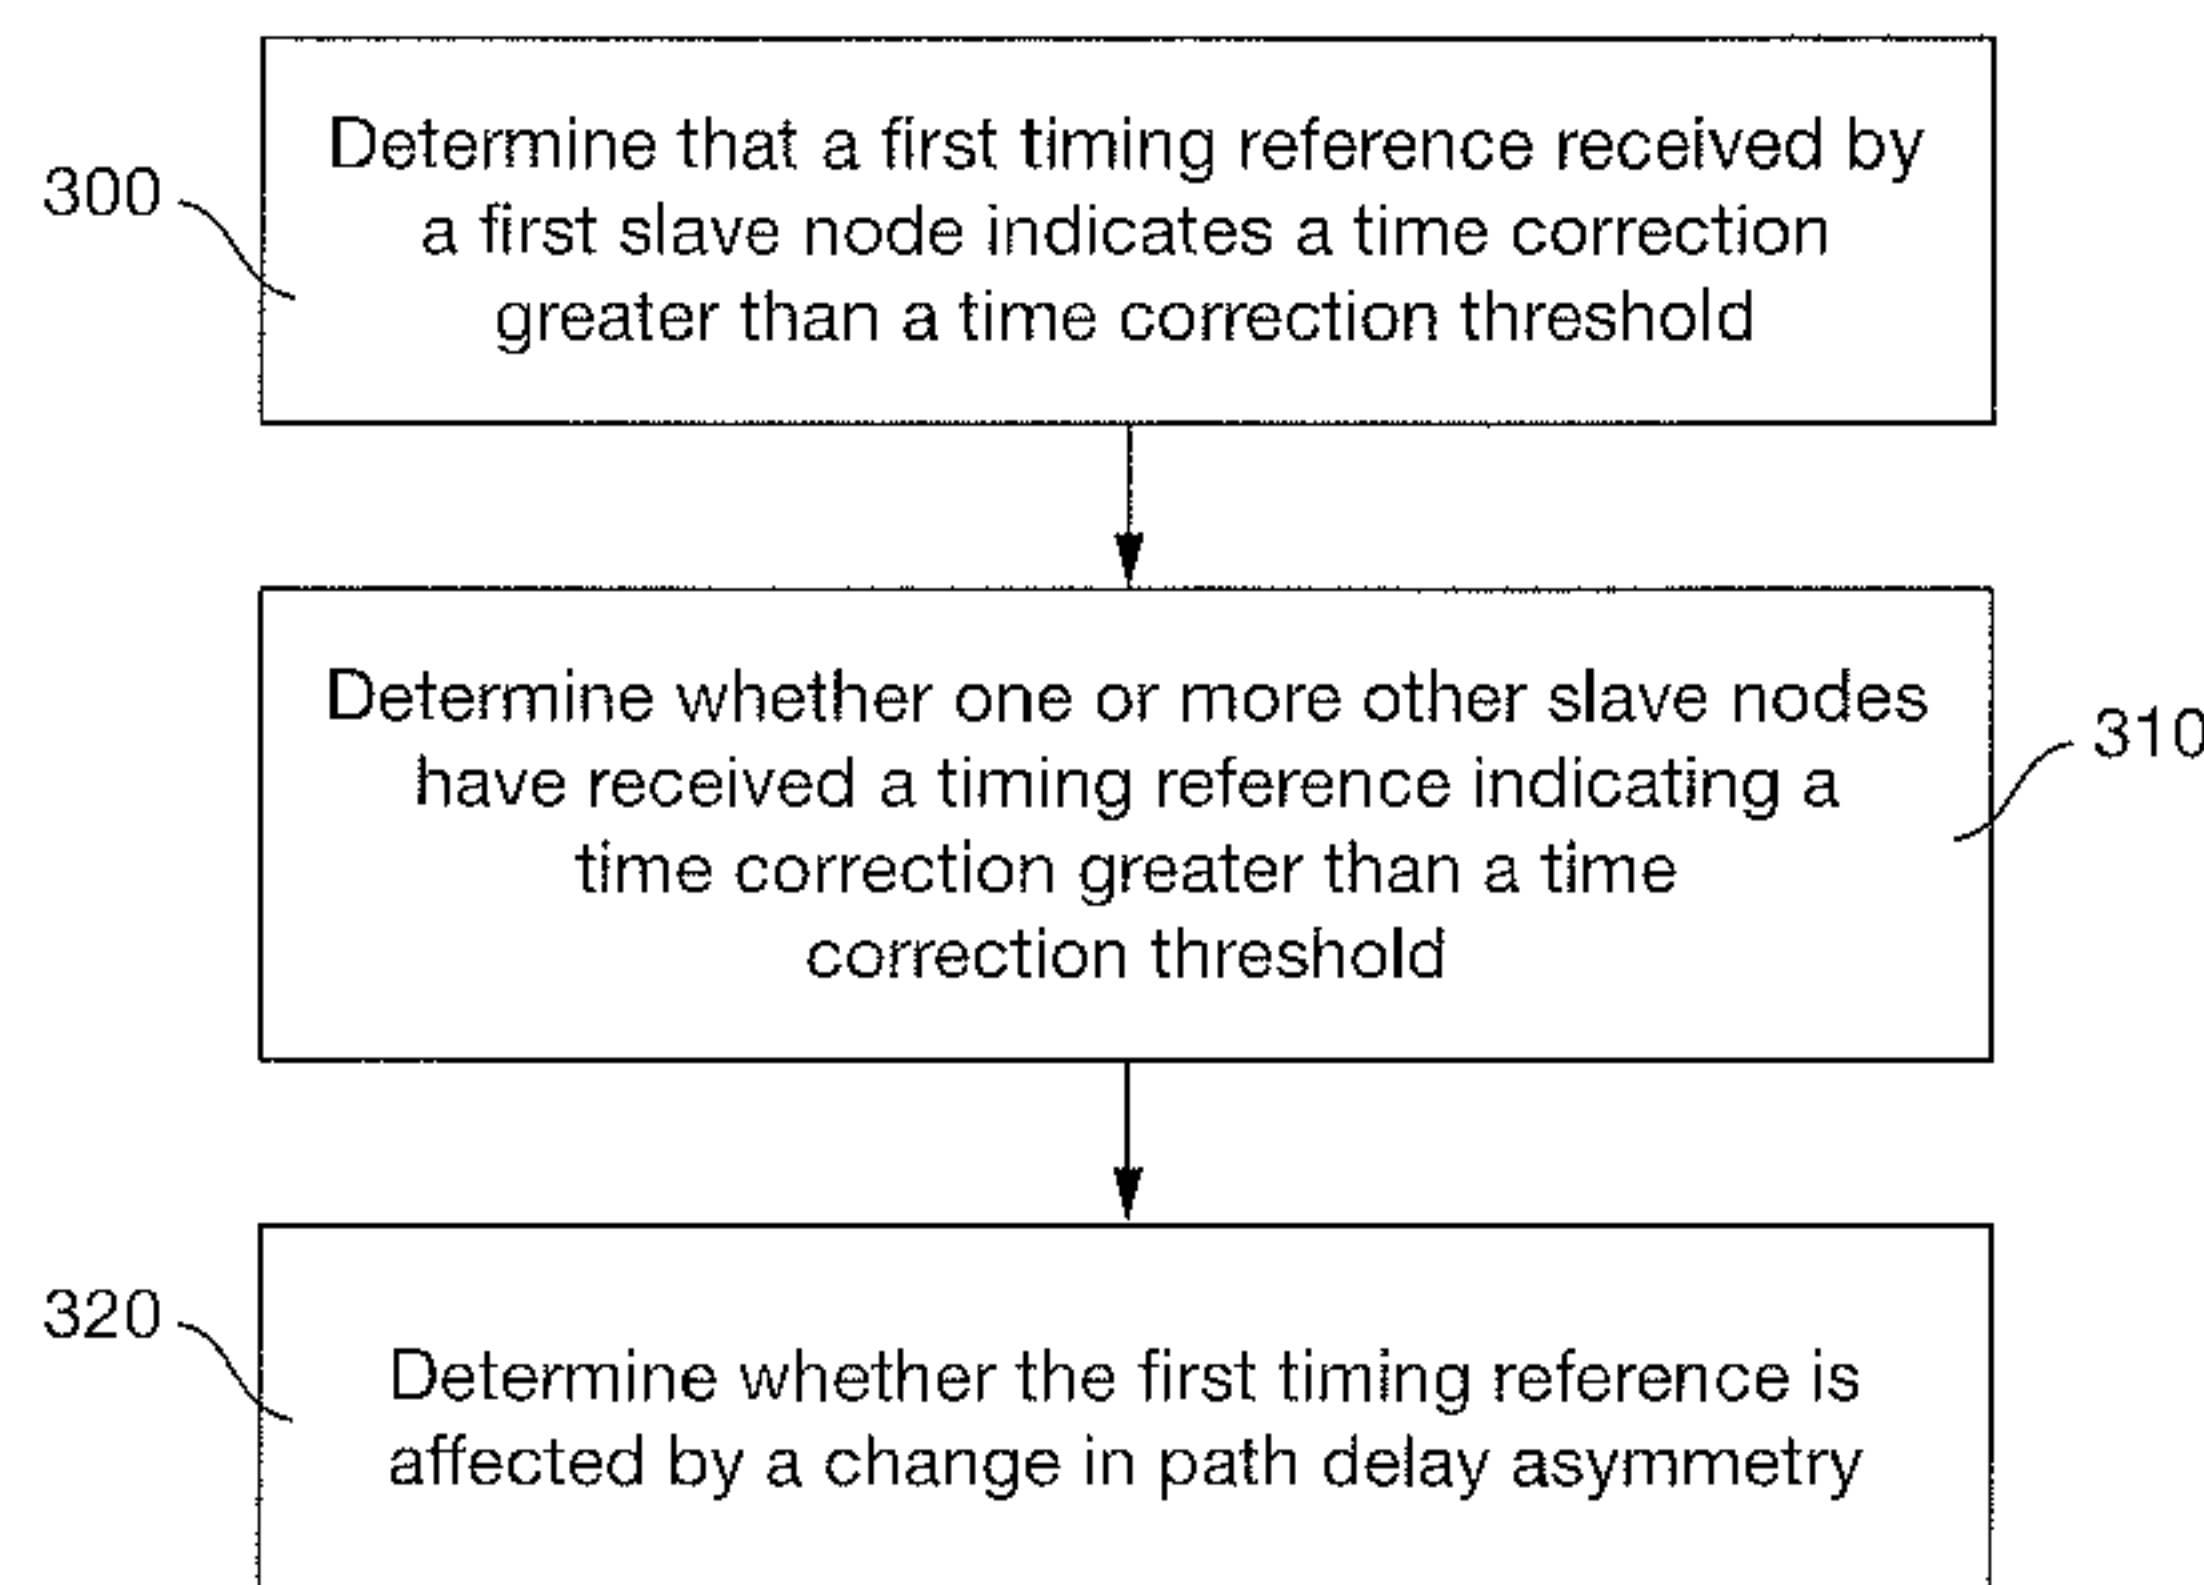 300
Determine that a first timing reference received by
a first slave node indicates a time correction
greater than a time correction threshold
Determine whether one or more other slave nodes
have received a timing reference indicating a
time correction greater than a time
correction threshold
310
320
Determine whether the first timing reference is
affected by a change in path delay asymmetry